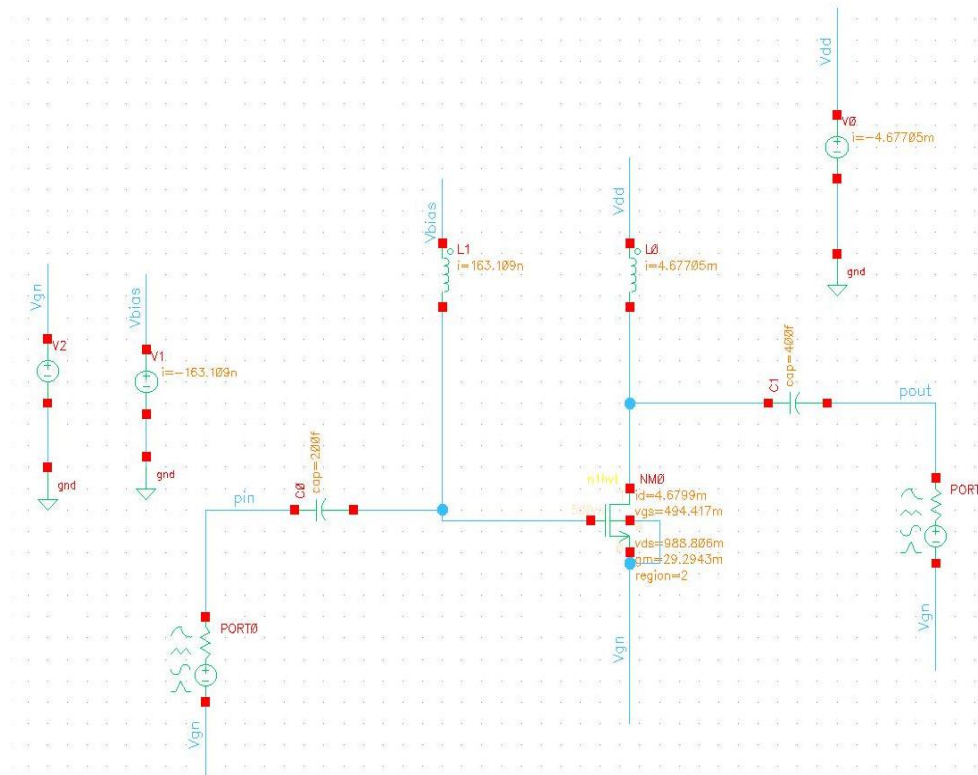 Vdd
V0
i=-4.67705m
gnd
Vbias
L1
i=163.109n
Vdd
L0
i=4.67705m
Vgn
V2
gnd
Vbias
V1
i=-163.109n
gnd
C1
cap=400f
pout
pin
C0
cap=200f
nfhvt
NM0
id=4.6799m
vgs=494.417m
vds=988.806m
gm=29.2943m
region=2
PORT
Vgn
PORT0
Vgn
Vgn